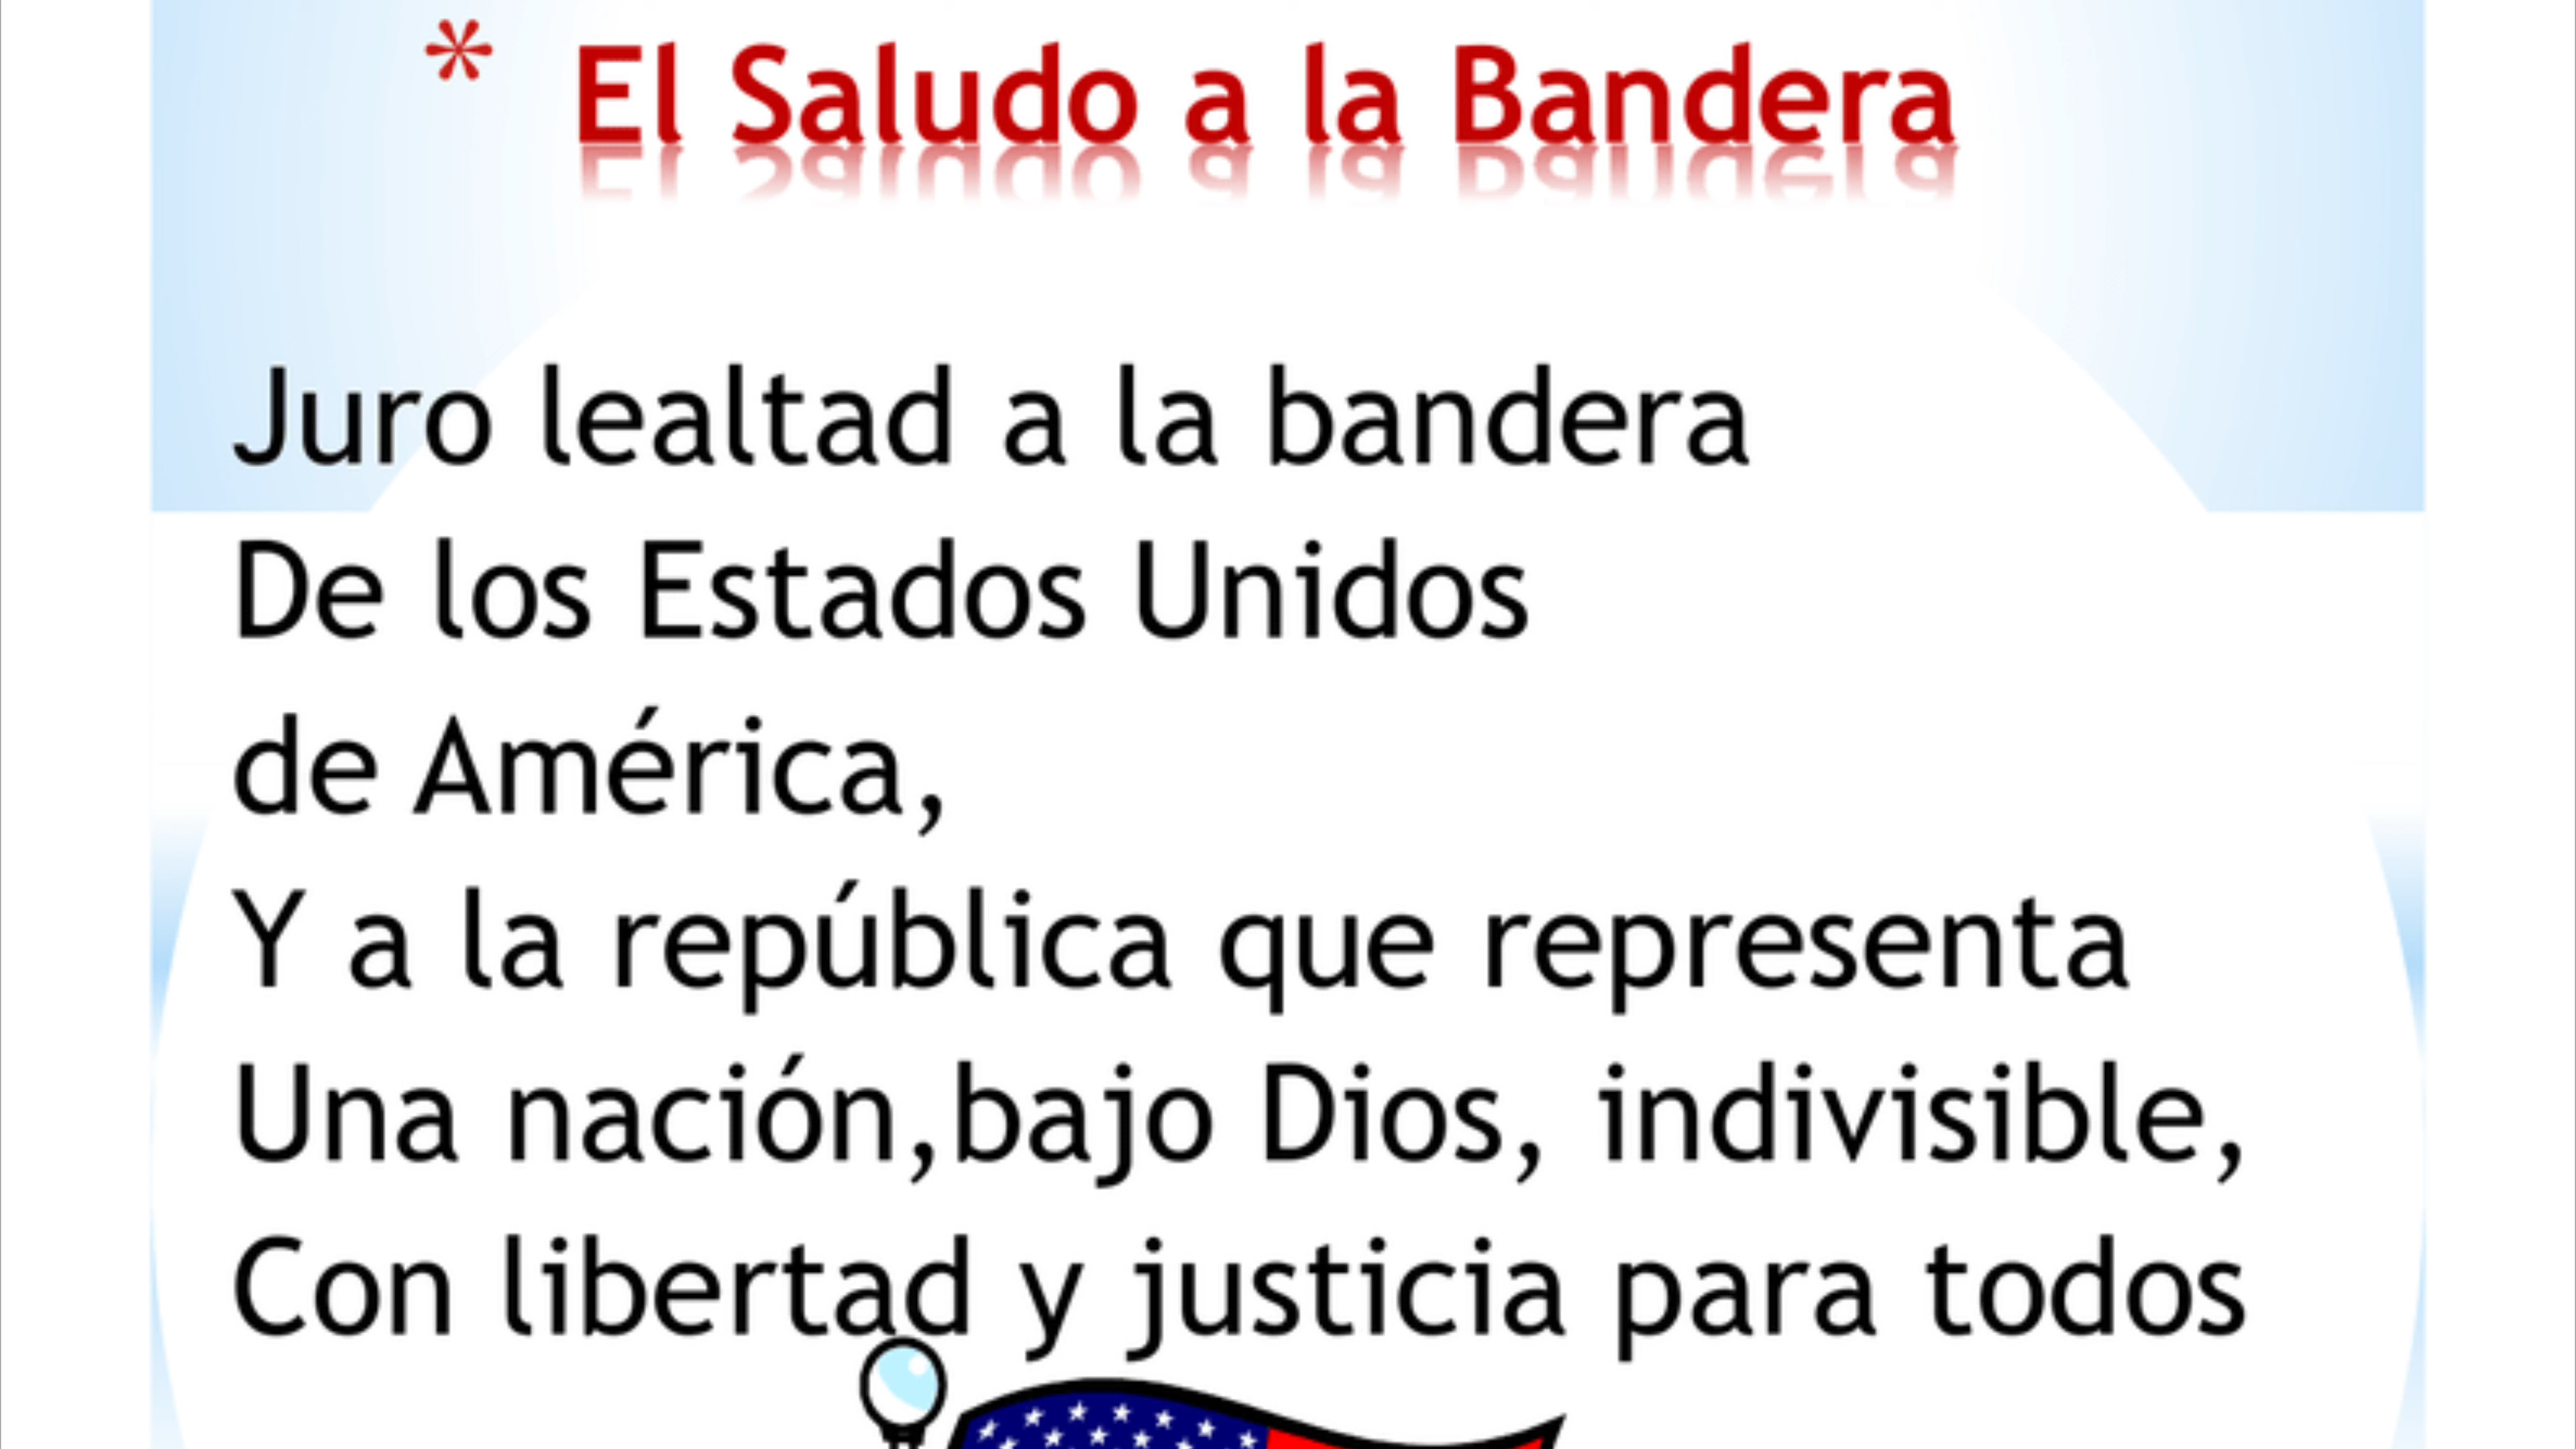 * El Saludo a la Bandera
Juro lealtad a la bandera
De los Estados Unidos
de América,
Y a la república que representa
Una nación,bajo Dios, indivisible,
Con libertad y justicia para todos